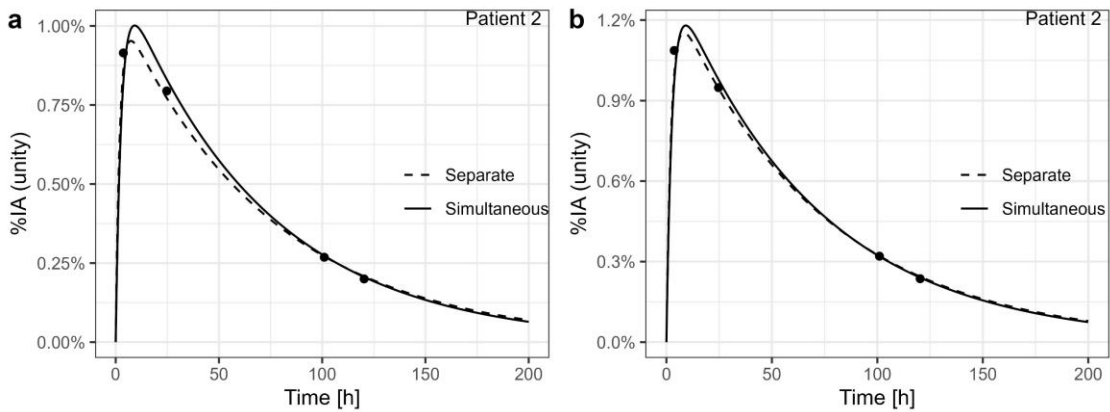 a
Patient 2
%IA (unity)
1.00%
0.75%
0.50%
0.25%
0.00%
Separate
Simultaneous
0 50 100 150 200
Time [h]
b
Patient 2
%IA (unity)
1.2%
0.9%
0.6%
0.3%
0.0%
Separate
Simultaneous
0 50 100 150 200
Time [h]